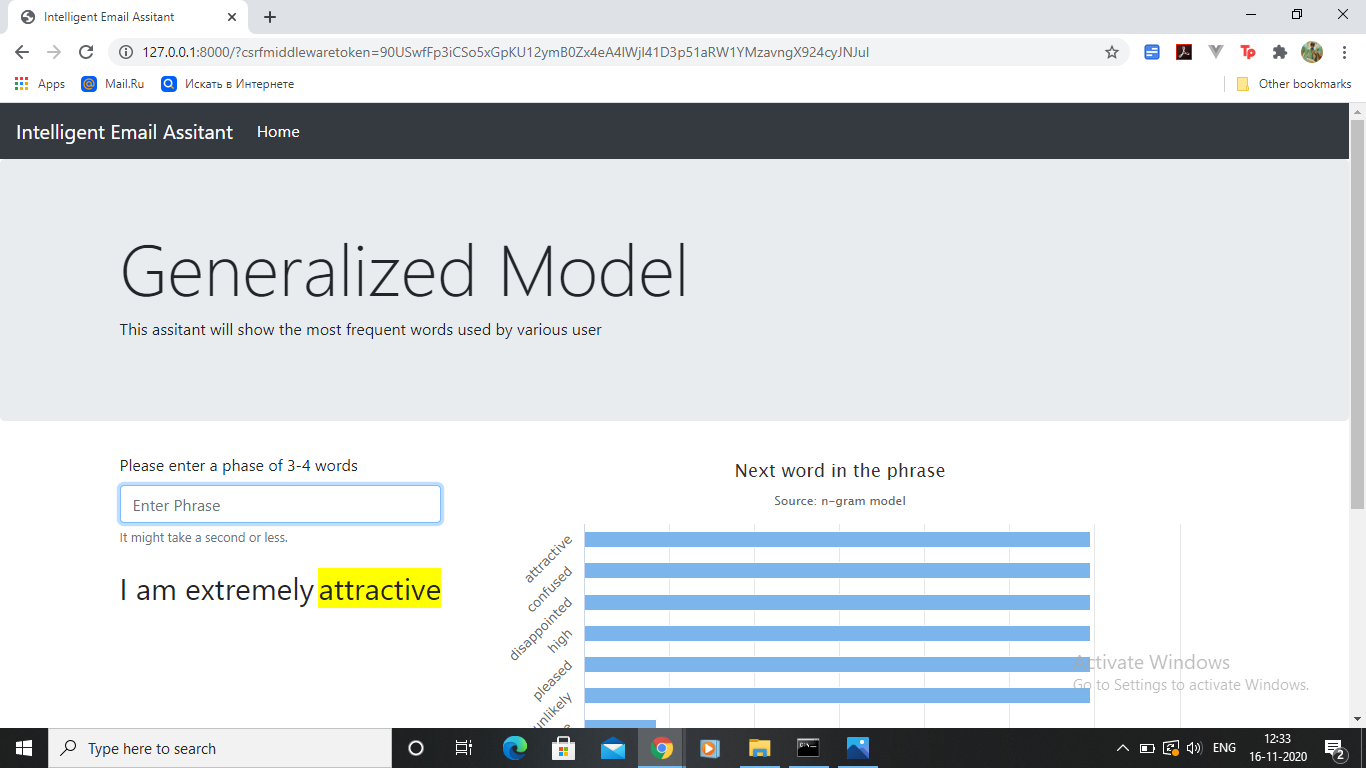 Intelligent Email Assitant
127.0.0.1:8000/?csrfmiddlewaretoken=90USwfFp3iCSo5xGpKU12ymB0Zx4eA4IWjl41D3p51aRW1YMzavngX924cyJNJul
Apps Mail.Ru Искать в Интернете Other bookmarks
Intelligent Email Assitant Home
Generalized Model
This assitant will show the most frequent words used by various user
Please enter a phase of 3-4 words
Enter Phrase
It might take a second or less.
I am extremely attractive
Next word in the phrase
Source: n-gram model
attractive
confused
disappointed
high
pleased
unlikely
Activate Windows
Go to Settings to activate Windows.
Type here to search
ENG
12:33
16-11-2020
2